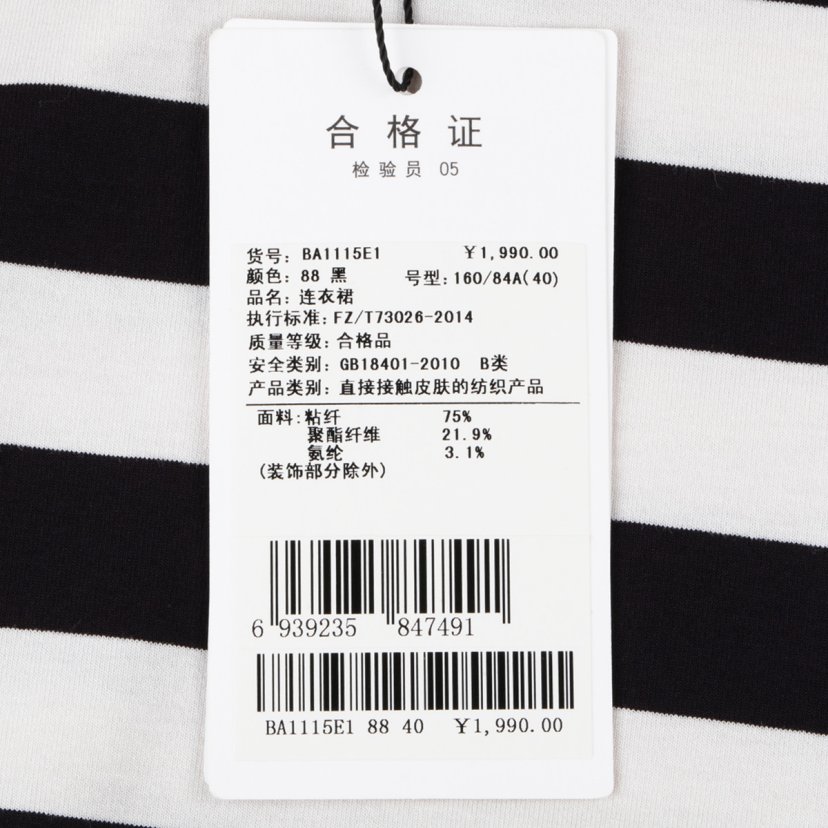 合格证
检验员 05
货号: BA1115E1 ￥1,990.00
颜色: 88 黑 号型:160/84A(40)
品名: 连衣裙
执行标准:FZ/T73026-2014
质量等级: 合格品
安全类别: GB18401-2010 B类
产品类别: 直接接触皮肤的纺织产品
面料:粘纤 75%
聚酯纤维 21.9%
氨纶 3.1%
(装饰部分除外)
6 939235 847491
BA1115E1 88 40 ￥1,990.00